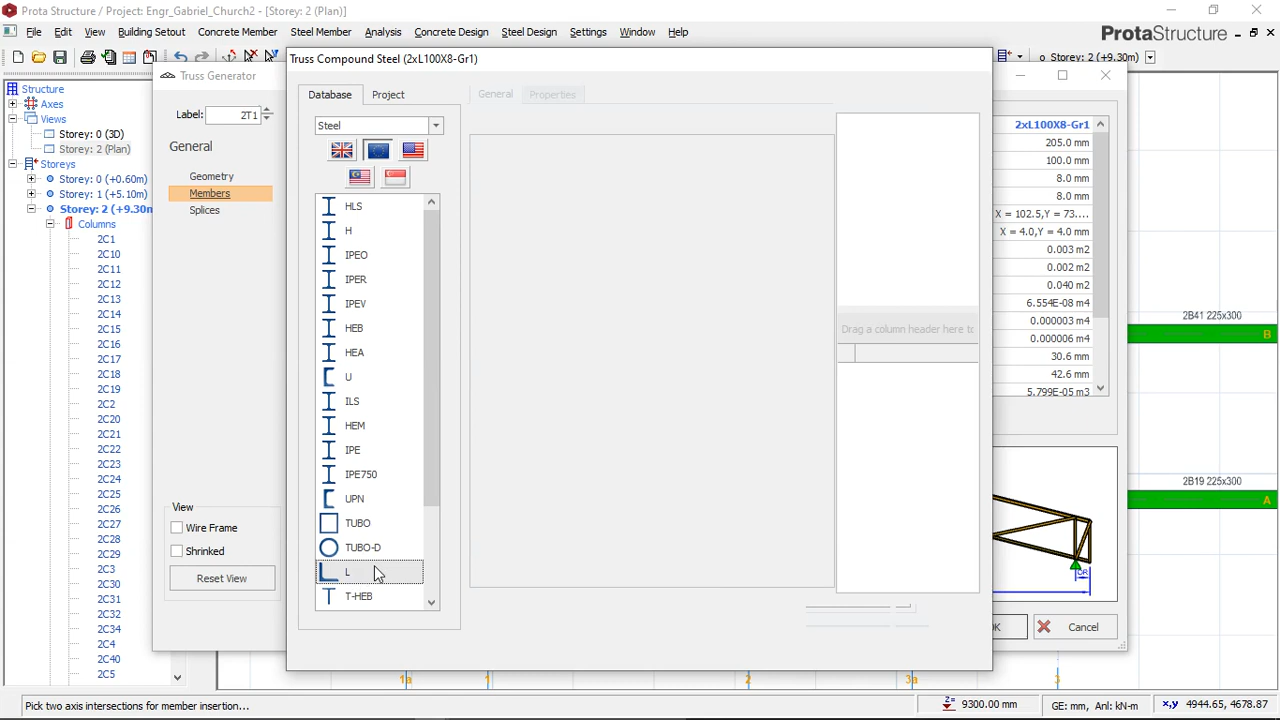 Prota Structure / Project: Engr_Gabriel_Church2 - [Storey: 2 (Plan)]
File Edit View Building Setout Concrete Member Steel Member Analysis Concrete Design Steel Design Settings Window Help
ProtaStructure
Storey: 2 (+9.30m)
Structure
Axes
Views
Storey: 0 (3D)
Storey: 2 (Plan)
Storeys
Storey: 0 (+0.60m)
Storey: 1 (+5.10m)
Storey: 2 (+9.30m
Columns
2C1
2C10
2C11
2C12
2C13
2C14
2C15
2C16
2C17
2C18
2C19
2C2
2C20
2C21
2C22
2C23
2C24
2C25
2C26
2C27
2C28
2C29
2C3
2C30
2C31
2C32
2C34
2C4
2C40
2C5
Truss Generator
Label: 2T1
General
Geometry
Members
Splices
View
Wire Frame
Shrinked
Reset View
Truss Compound Steel (2xL100X8-Gr1)
Database Project
General Properties
Steel
HLS
H
IPEO
IPER
IPEV
HEB
HEA
U
ILS
HEM
IPE
IPE750
UPN
TUBO
TUBO-D
L
T-HEB
Drag a column header here to
2xL100X8-Gr1
205.0 mm
100.0 mm
8.0 mm
8.0 mm
X = 102.5,Y = 73....
X = 4.0,Y = 4.0 mm
0.003 m2
0.002 m2
0.040 m2
6.554E-08 m4
0.000003 m4
0.000006 m4
30.6 mm
42.6 mm
5.799E-05 m3
OR
OK
Cancel
2B41 225x300
B
2B19 225x300
A
1a 1 2 3a 3
Pick two axis intersections for member insertion...
Z= 9300.00 mm
GE: mm, Anl: kN-m
x,y 4944.65, 4678.87